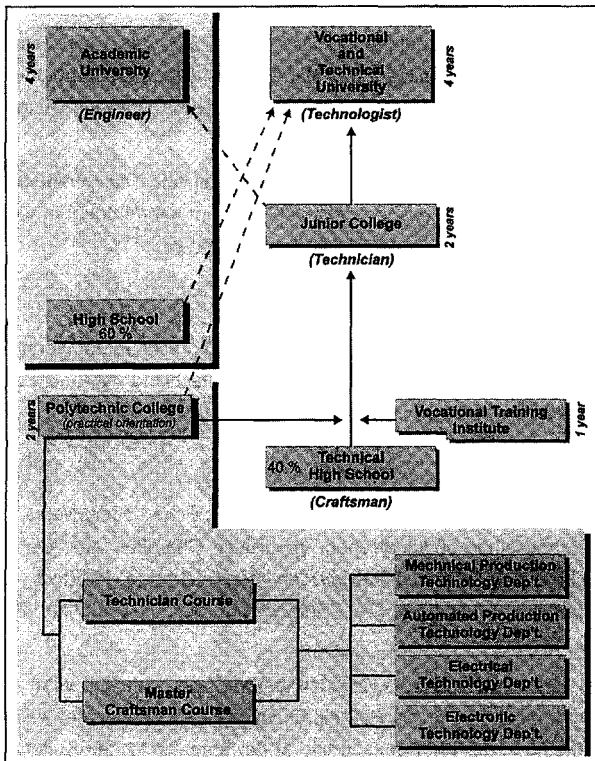 4 years
Academic
University
(Engineer)
Vocational
and
Technical
University
4 years
(Technologist)
Junior College
2 years
(Technician)
High School
60 %
2 years
Polytechnic College
(practical orientation)
Vocational Training
Institute
1 year
40 %
Technical
High School
(Craftsman)
Technician Course
Master
Craftsman Course
Mechnical Production
Technology Dep't.
Automated Production
Technology Dep't.
Electrical
Technology Dep't.
Electronic
Technology Dep't.